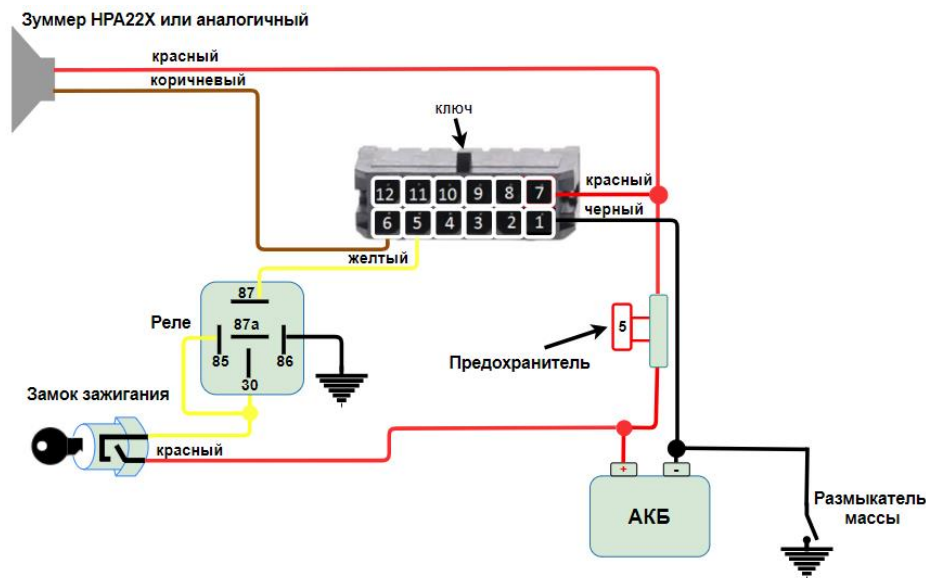 Зуммер HPA22X или аналогичный
красный
коричневый
ключ
12 11 10 9 8 7
красный
6 5 4 3 2 1
черный
желтый
87
Реле
87а
85
86
30
5
Предохранитель
Замок зажигания
красный
+
-
АКБ
Размыкатель
массы